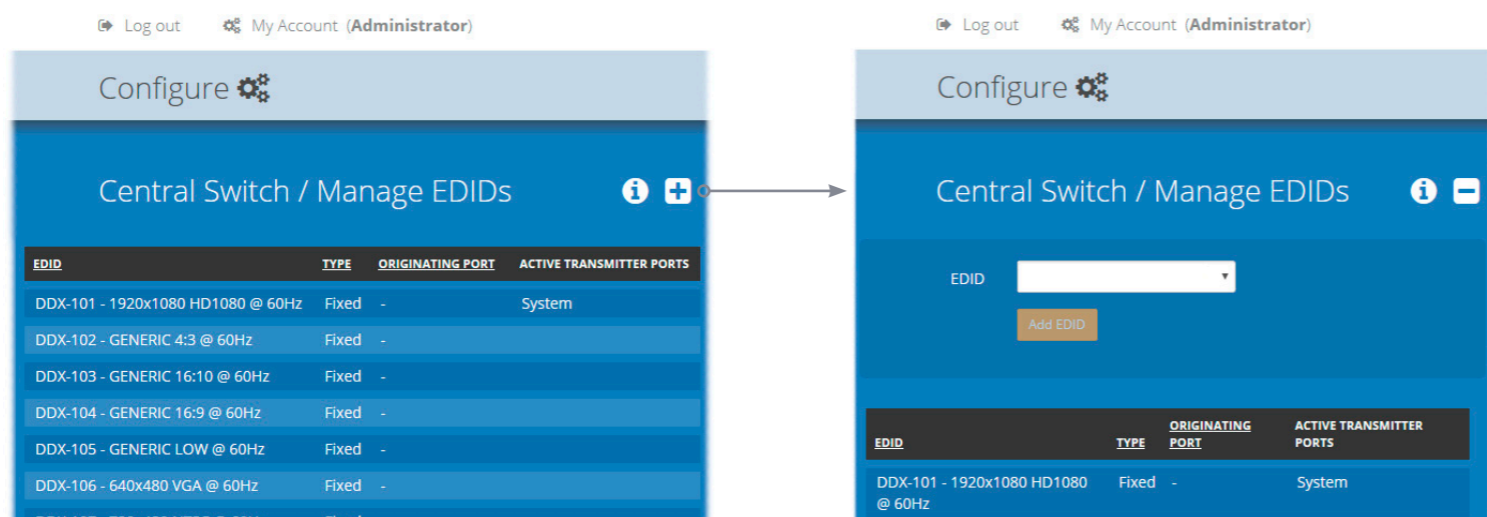 Log out My Account (Administrator)
Configure
Central Switch / Manage EDIDs
EDID TYPE ORIGINATING PORT ACTIVE TRANSMITTER PORTS
DDX-101 - 1920x1080 HD1080 @ 60Hz Fixed - System
DDX-102 - GENERIC 4:3 @ 60Hz Fixed -
DDX-103 - GENERIC 16:10 @ 60Hz Fixed -
DDX-104 - GENERIC 16:9 @ 60Hz Fixed -
DDX-105 - GENERIC LOW @ 60Hz Fixed -
DDX-106 - 640x480 VGA @ 60Hz Fixed -
Log out My Account (Administrator)
Configure
Central Switch / Manage EDIDs
EDID
Add EDID
EDID TYPE ORIGINATING PORT ACTIVE TRANSMITTER PORTS
DDX-101 - 1920x1080 HD1080 Fixed - System
@ 60Hz